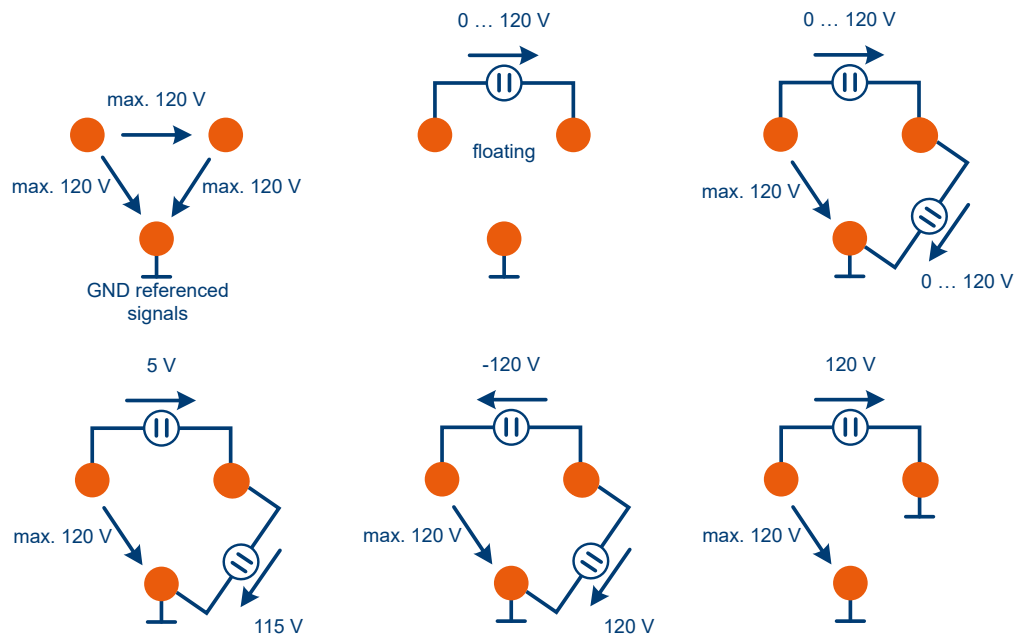 max. 120 V
max. 120 V
max. 120 V
GND referenced
signals
0 … 120 V
floating
0 … 120 V
max. 120 V
0 … 120 V
5 V
max. 120 V
115 V
-120 V
max. 120 V
120 V
120 V
max. 120 V